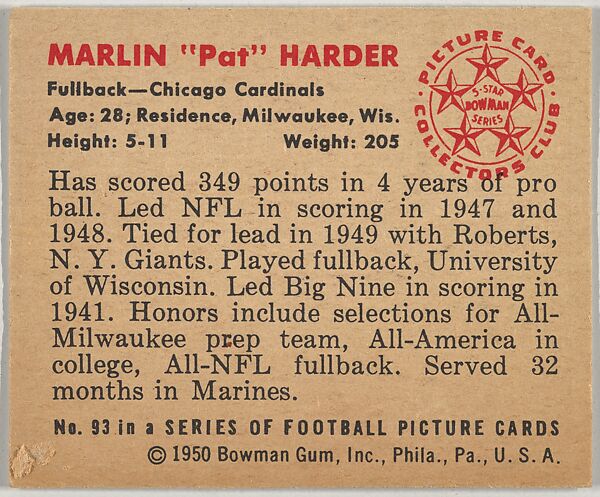 MARLIN "Pat" HARDER
Fullback—Chicago Cardinals
Age: 28; Residence, Milwaukee, Wis.
Height: 5-11 Weight: 205
· PICTURE CARD ·
COLLECTORS CLUB
5-STAR
BOWMAN
SERIES
Has scored 349 points in 4 years of pro
ball. Led NFL in scoring in 1947 and
1948. Tied for lead in 1949 with Roberts,
N. Y. Giants. Played fullback, University
of Wisconsin. Led Big Nine in scoring in
1941. Honors include selections for All-
Milwaukee prep team, All-America in
college, All-NFL fullback. Served 32
months in Marines.
No. 93 in a SERIES OF FOOTBALL PICTURE CARDS
© 1950 Bowman Gum, Inc., Phila., Pa., U. S. A.